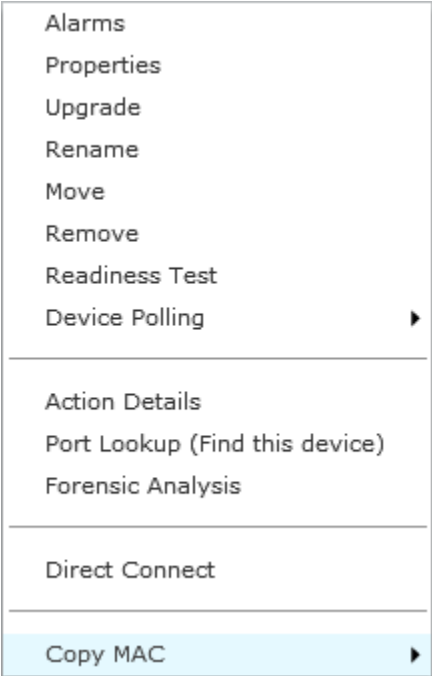 Alarms
Properties
Upgrade
Rename
Move
Remove
Readiness Test
Device Polling
Action Details
Port Lookup (Find this device)
Forensic Analysis
Direct Connect
Copy MAC